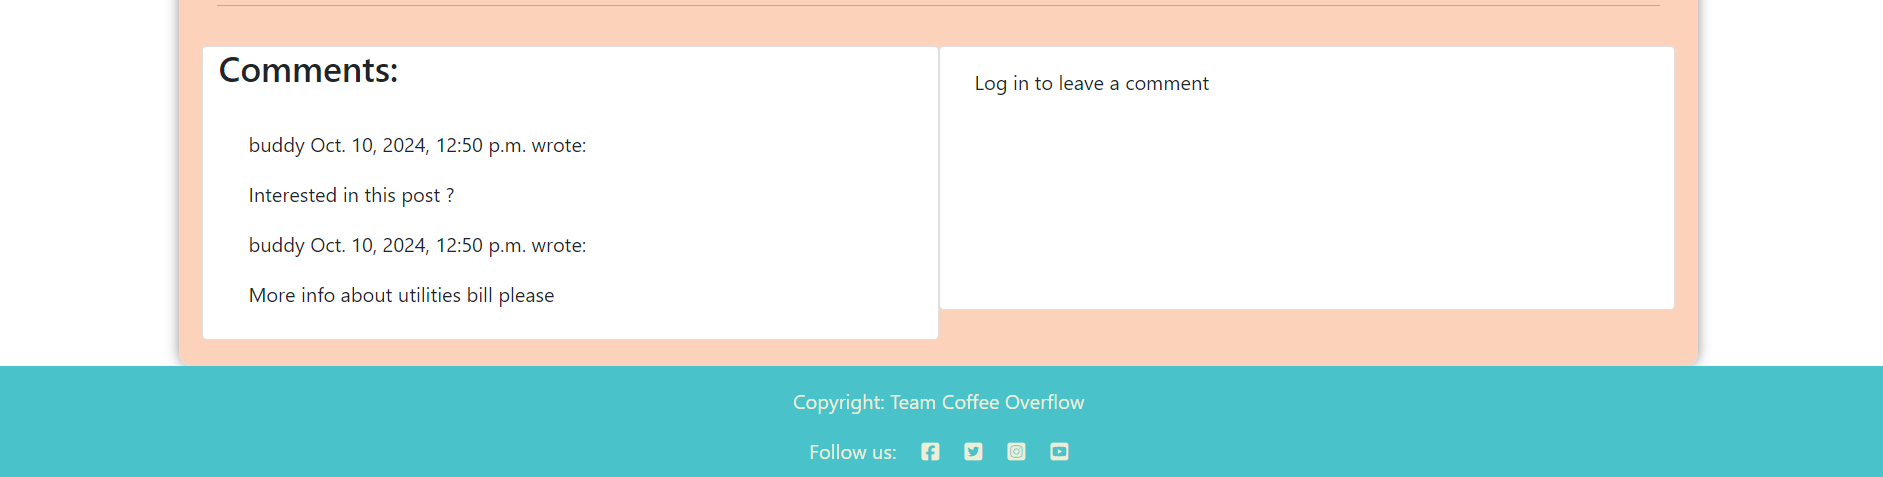 Comments:
buddy Oct. 10, 2024, 12:50 p.m. wrote:
Interested in this post ?
buddy Oct. 10, 2024, 12:50 p.m. wrote:
More info about utilities bill please
Log in to leave a comment
Copyright: Team Coffee Overflow
Follow us: